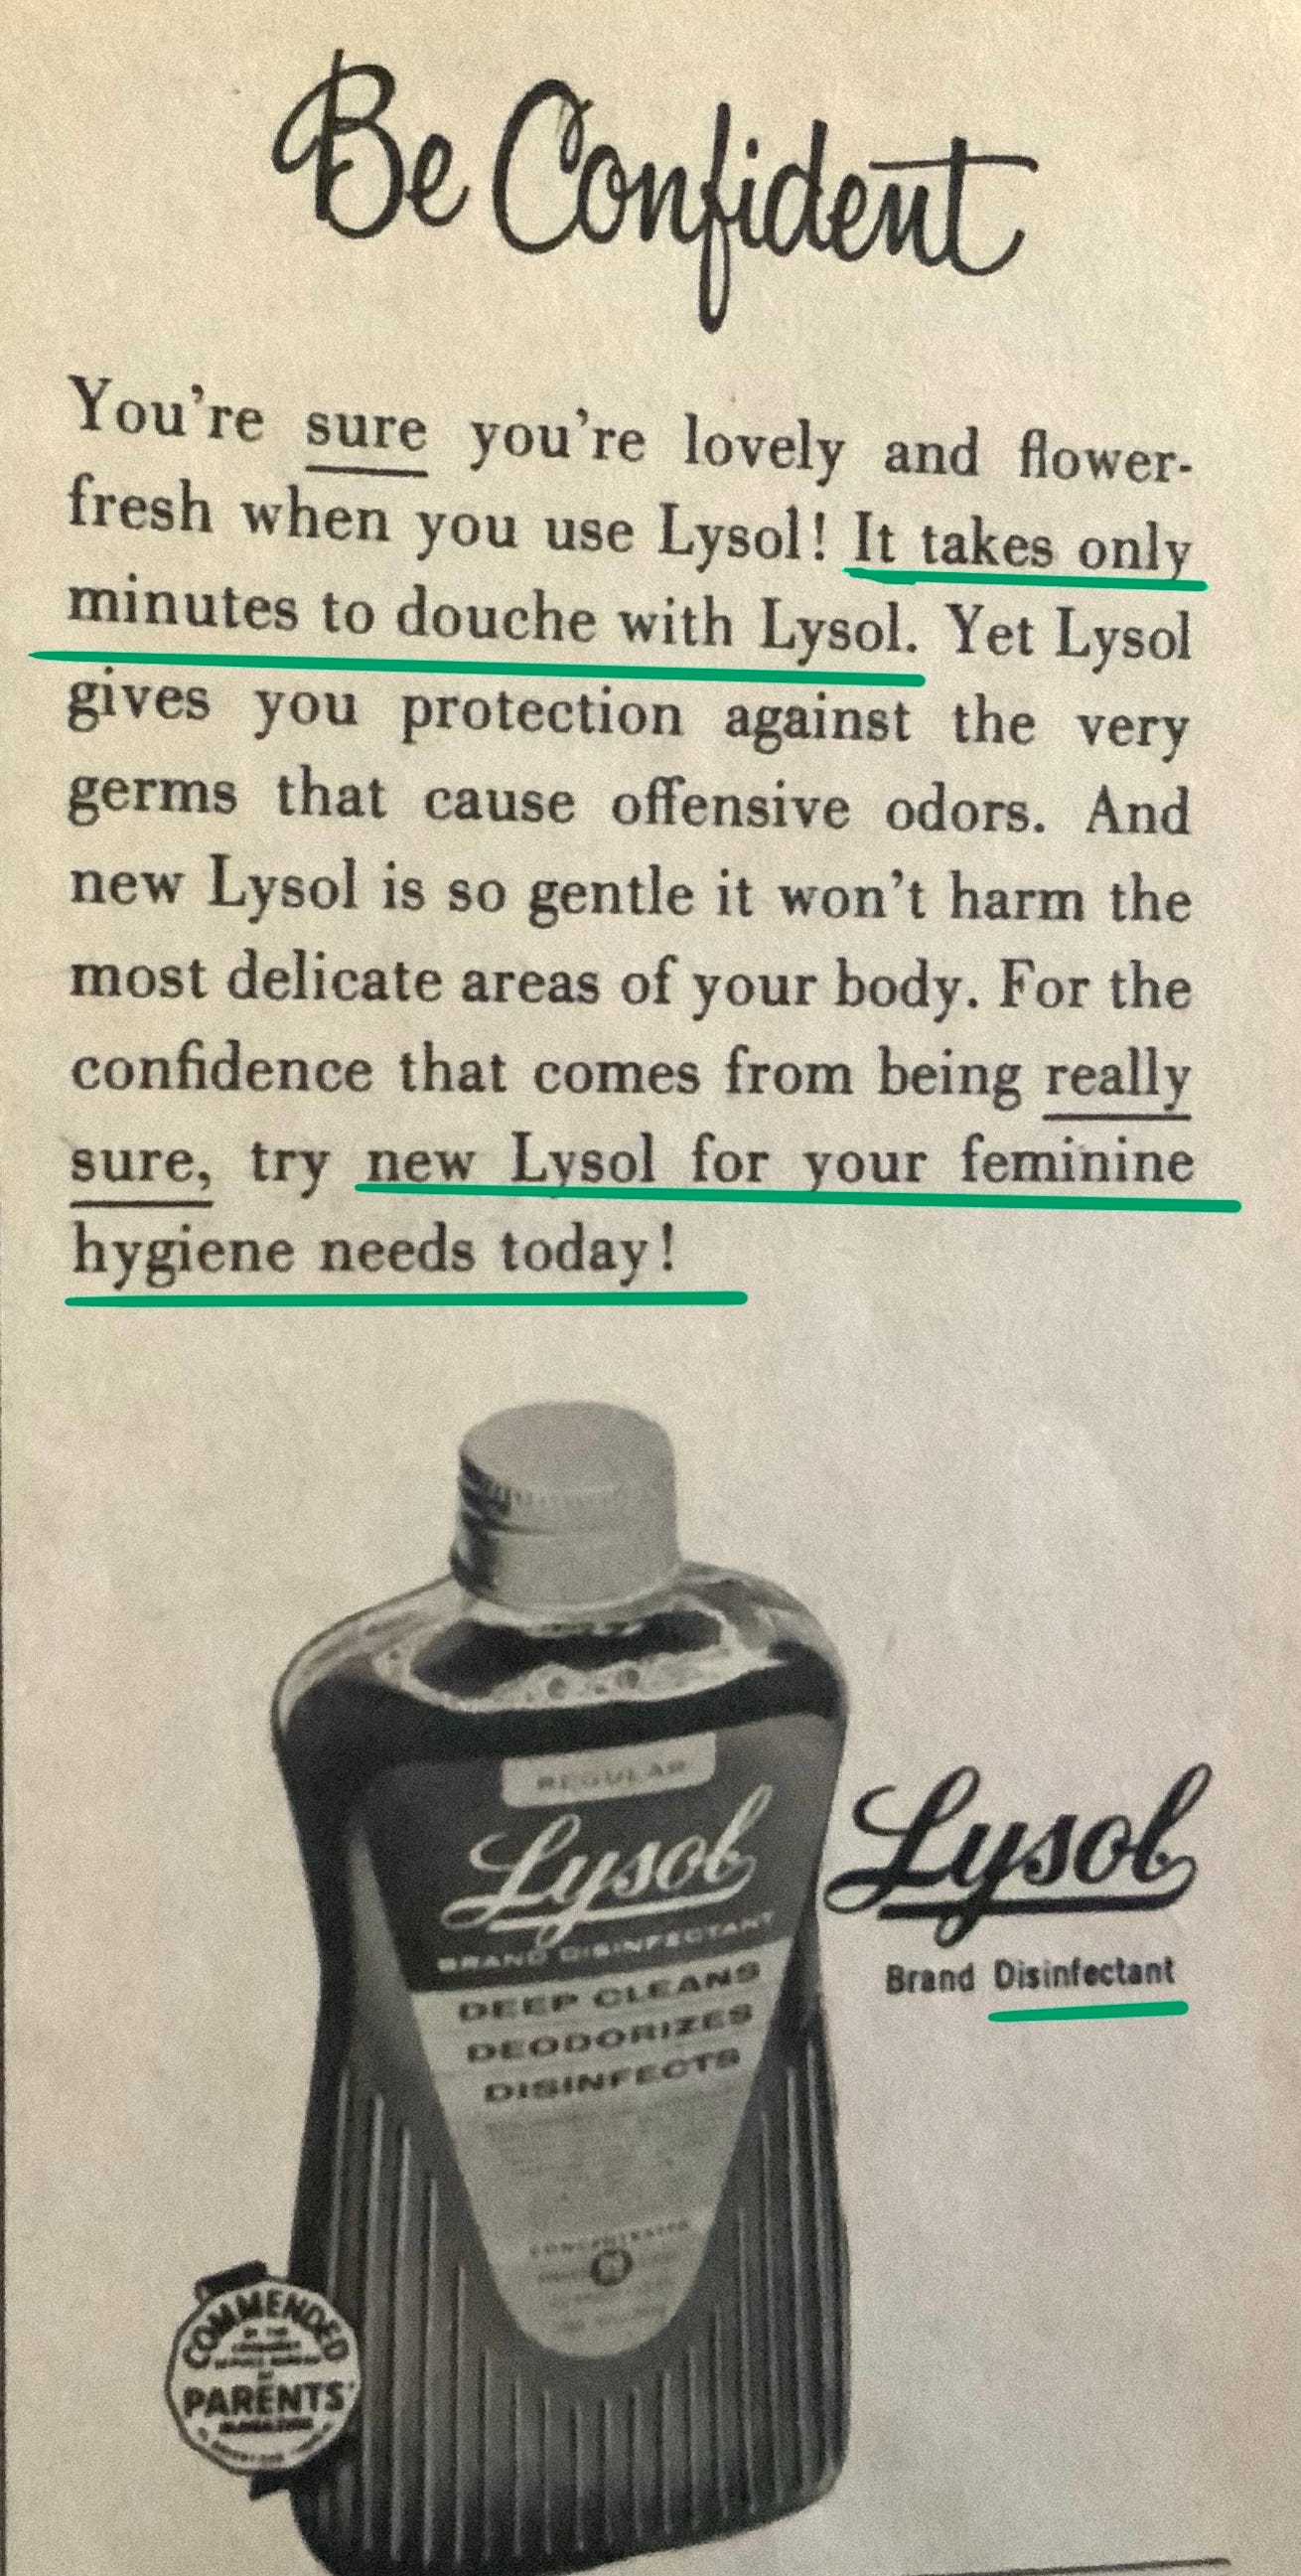 Be Confident
You're sure you're lovely and flower-
fresh when you use Lysol! It takes only
minutes to douche with Lysol. Yet Lysol
gives you protection against the very
germs that cause offensive odors. And
new Lysol is so gentle it won't harm the
most delicate areas of your body. For the
confidence that comes from being really
sure, try new Lysol for your feminine
hygiene needs today!
REGULAR
Lysol
BRAND DISINFECTANT
DEEP CLEANS
DEODORIZES
DISINFECTS
CONCENTRATED
Lysol
Brand Disinfectant
COMMENDED
PARENTS'
MAGAZINE